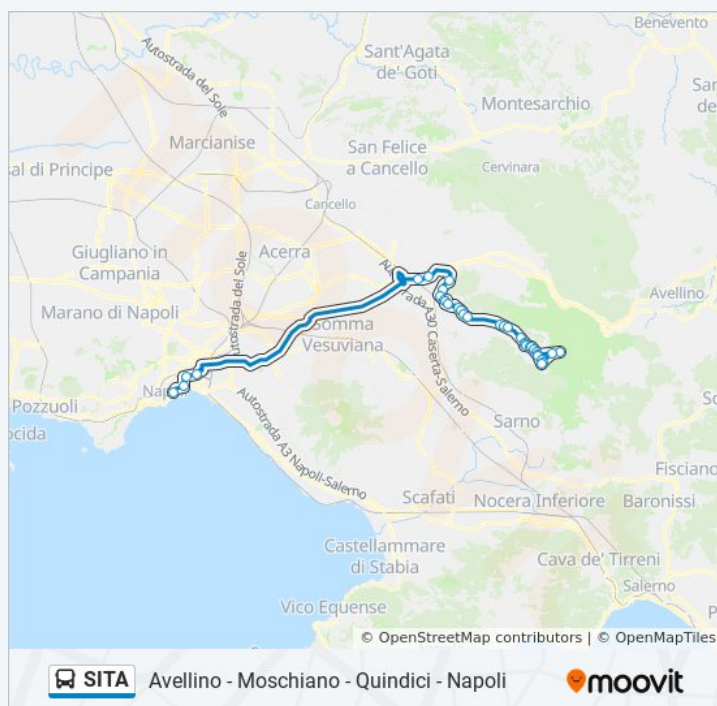 Benevento
Autostrada del Sole
Sant'Agata
de' Goti
Montesarchio
Marcianise
San Felice
a Cancello
Cervinara
sal di Principe
Cancello
Giugliano in
Campania
Acerra
Autostrada del Sole
Avellino
Marano di Napoli
Autostrada A30 Caserta-Salerno
Somma
Vesuviana
Napoli
Pozzuoli
ocida
Autostrada A3 Napoli-Salerno
Sarno
Fisciano
Scafati
Nocera Inferiore
Baronissi
Castellammare
di Stabia
Cava de' Tirreni
Salerno
Vico Equense
© OpenStreetMap contributors | © OpenMapTiles
SITA
Avellino - Moschiano - Quindici - Napoli
moovit